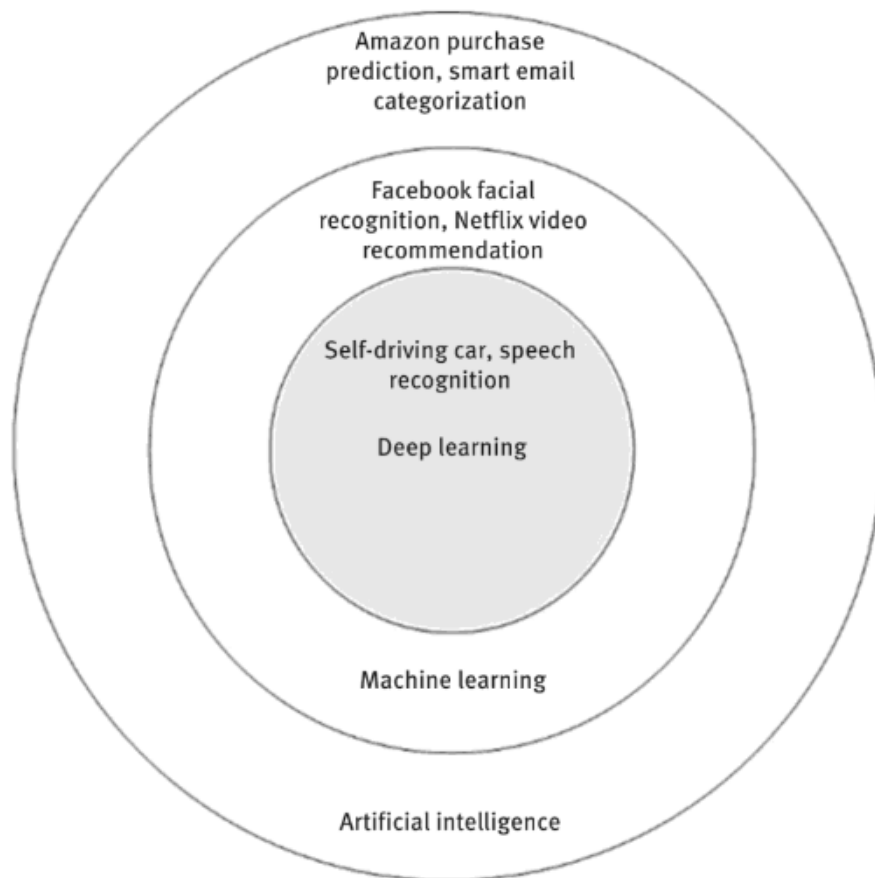 Amazon purchase
prediction, smart email
categorization
Facebook facial
recognition, Netflix video
recommendation
Self-driving car, speech
recognition
Deep learning
Machine learning
Artificial intelligence